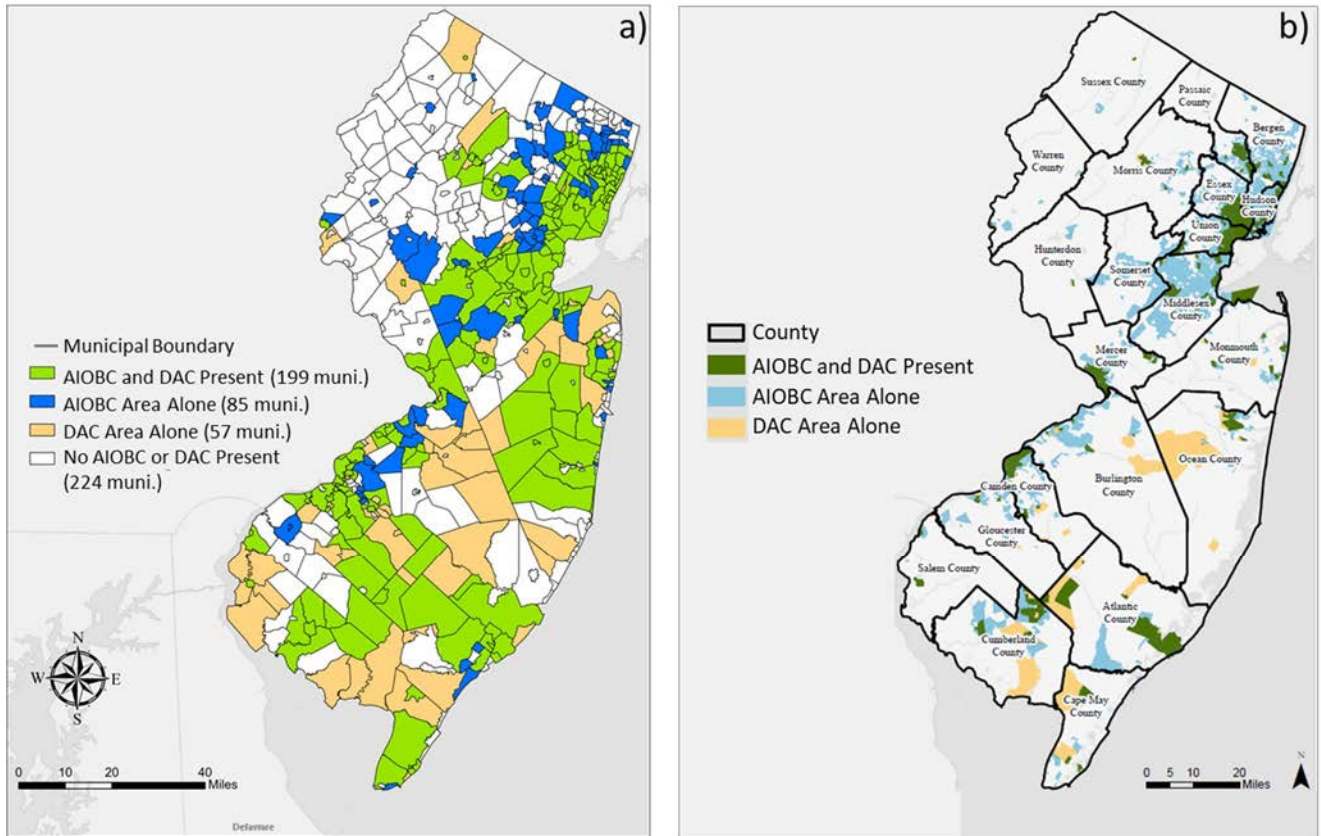 a)
Municipal Boundary
AIOBC and DAC Present (199 muni.)
AIOBC Area Alone (85 muni.)
DAC Area Alone (57 muni.)
No AIOBC or DAC Present
(224 muni.)
N
W E
S
0 10 20 40
Miles
Delaware
b)
Sussex County
Passaic
County
Bergen
County
Warren
County
Morris County
Essex
County
Hudson
County
Union
County
Hunterdon
County
Somerset
County
Middlesex
County
Mercer
County
Monmouth
County
Ocean County
Burlington
County
Camden County
Gloucester
County
Salem County
Atlantic
County
Cumberland
County
Cape May
County
County
AIOBC and DAC Present
AIOBC Area Alone
DAC Area Alone
N
0 5 10 20
Miles